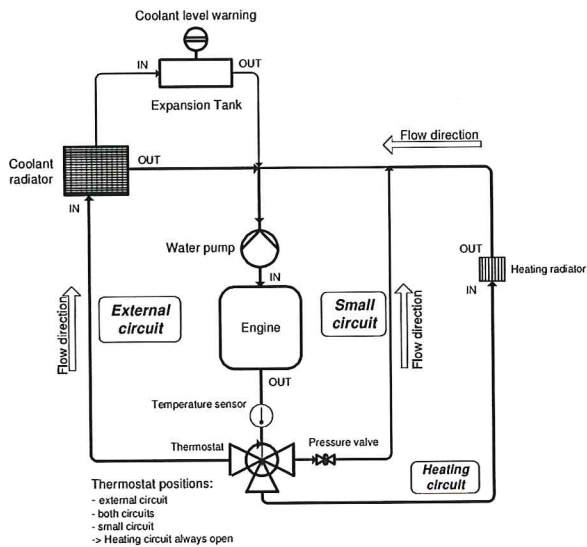 Coolant level warning
IN
OUT
Expansion Tank
Flow direction
Coolant
radiator
OUT
IN
Water pump
OUT
Heating radiator
IN
IN
External
circuit
Small
circuit
Flow direction
Flow direction
Engine
OUT
Temperature sensor
Thermostat
Pressure valve
Heating
circuit
Thermostat positions:
- external circuit
- both circuits
- small circuit
-> Heating circuit always open